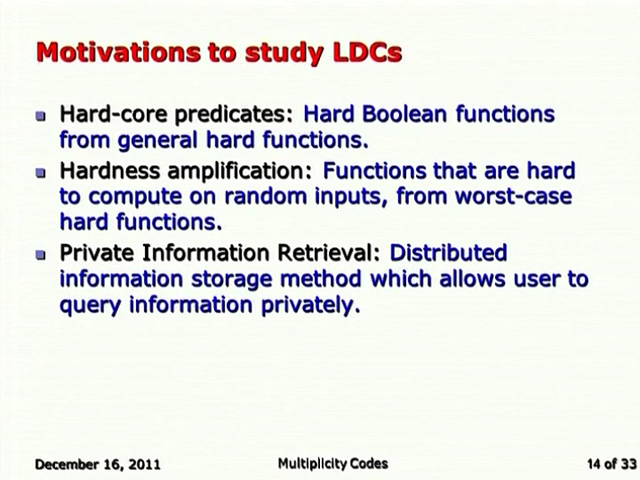 Motivations to study LDCs
Hard-core predicates: Hard Boolean functions
from general hard functions.
Hardness amplification: Functions that are hard
to compute on random inputs, from worst-case
hard functions.
Private Information Retrieval: Distributed
information storage method which allows user to
query information privately.
December 16, 2011
Multiplicity Codes
14 of 33